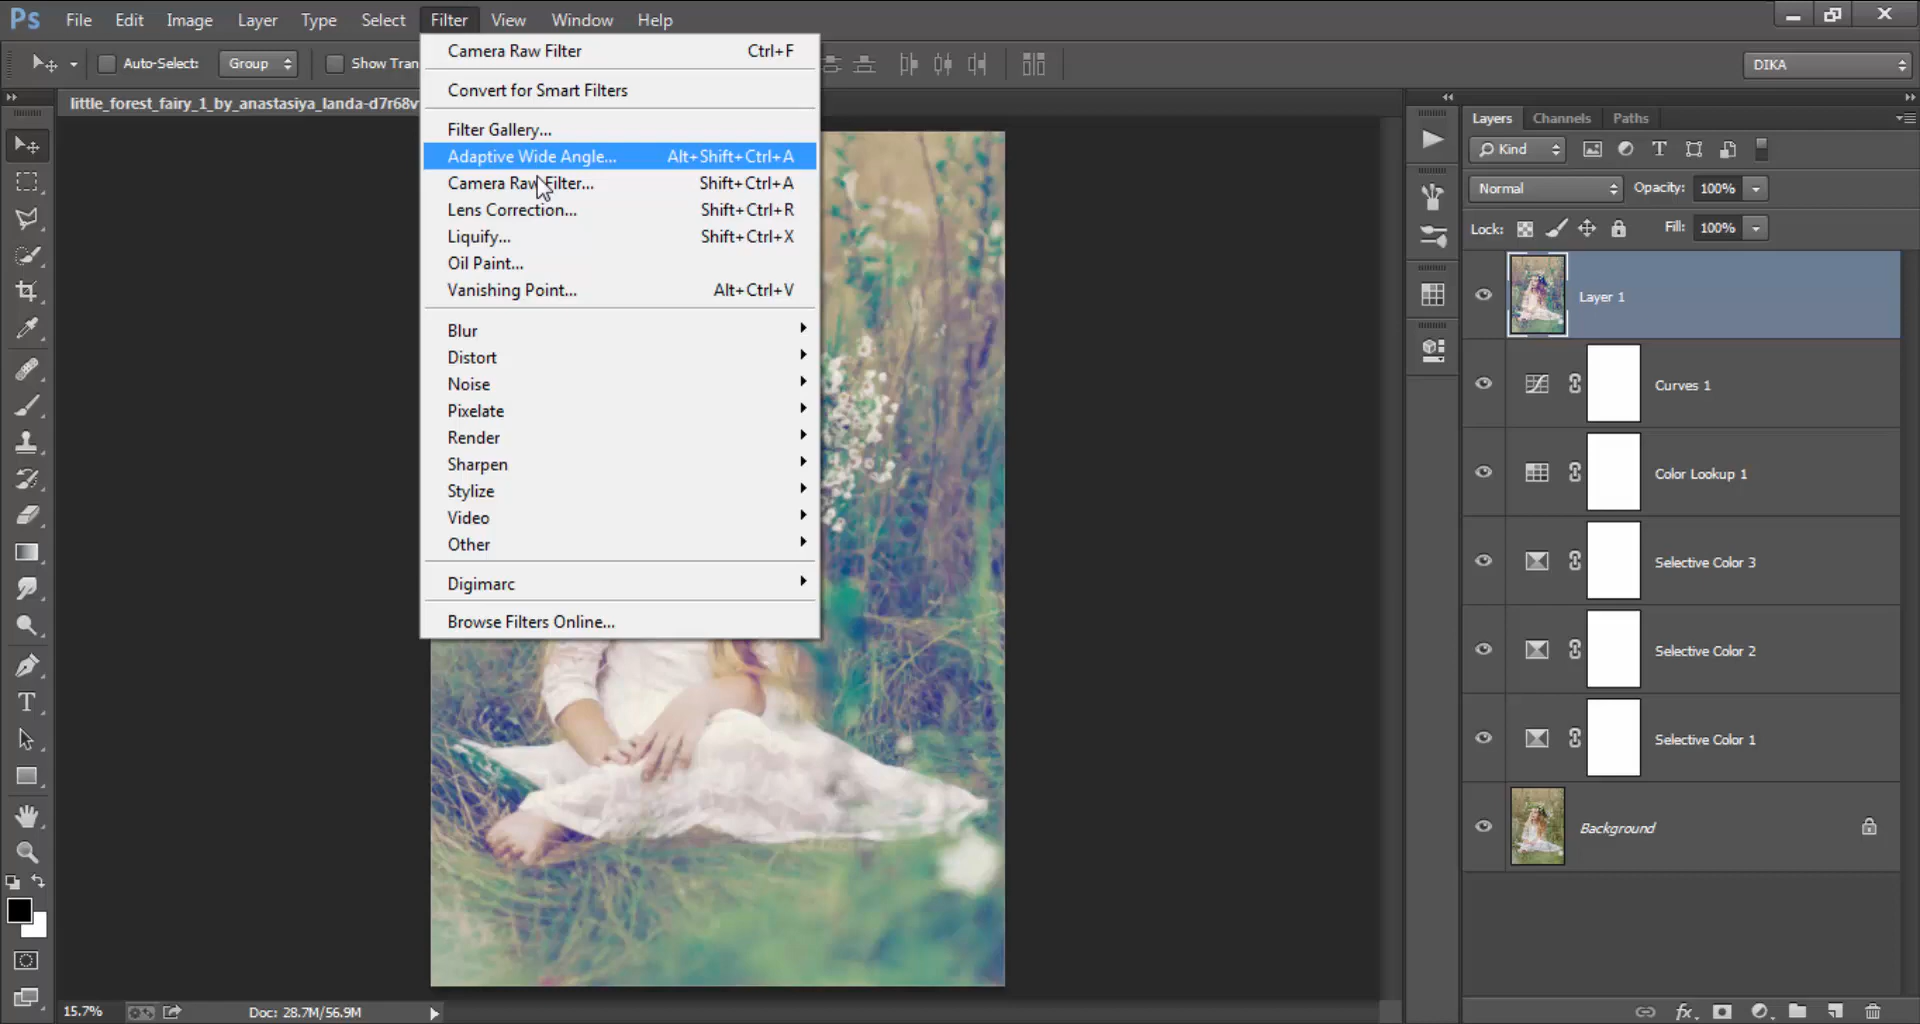 Ps File Edit Image Layer Type Select Filter View Window Help
Auto-Select: Group Show Tran DIKA
little_forest_fairy_1_by_anastasiya_landa-d7r68v
Camera Raw Filter Ctrl+F
Convert for Smart Filters
Filter Gallery...
Adaptive Wide Angle... Alt+Shift+Ctrl+A
Camera Raw Filter... Shift+Ctrl+A
Lens Correction... Shift+Ctrl+R
Liquify... Shift+Ctrl+X
Oil Paint...
Vanishing Point... Alt+Ctrl+V
Blur
Distort
Noise
Pixelate
Render
Sharpen
Stylize
Video
Other
Digimarc
Browse Filters Online...
Layers Channels Paths
Kind
Normal Opacity: 100%
Lock: Fill: 100%
Layer 1
Curves 1
Color Lookup 1
Selective Color 3
Selective Color 2
Selective Color 1
Background
15.7% Doc: 28.7M/56.9M